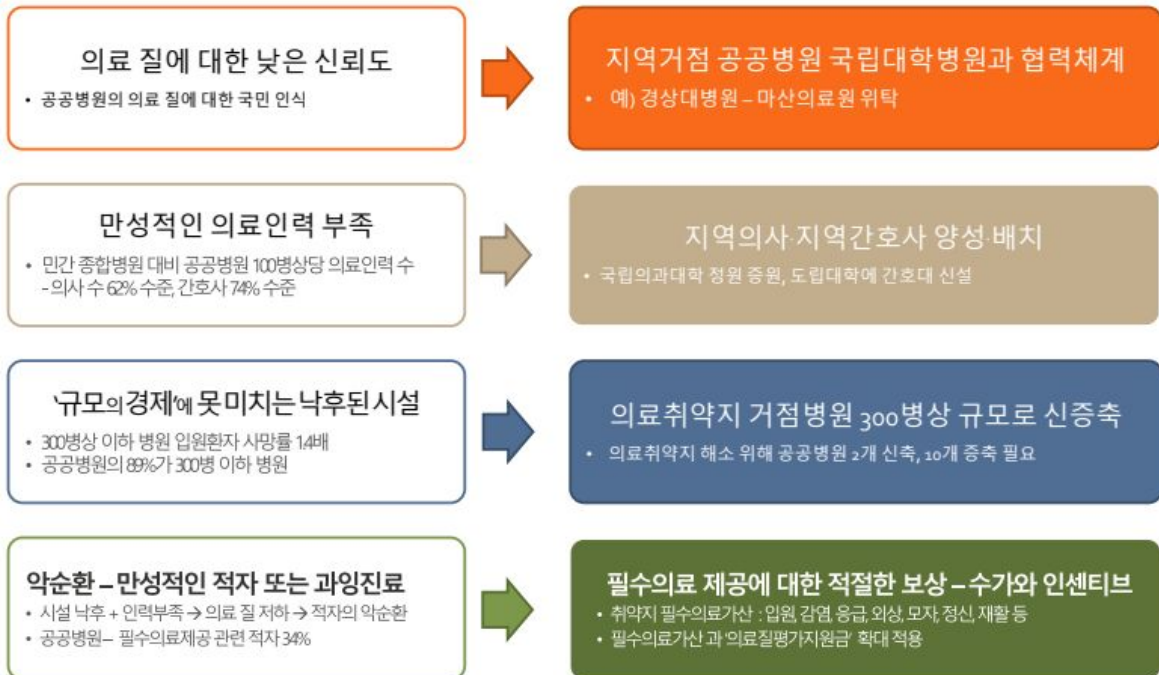 의료 질에 대한 낮은 신뢰도
• 공공병원의 의료 질에 대한 국민 인식
지역거점 공공병원 국립대학병원과 협력체계
• 예) 경상대병원 – 마산의료원 위탁
만성적인 의료인력 부족
• 민간 종합병원 대비 공공병원 100병상당 의료인력 수
- 의사 수 62% 수준, 간호사 74% 수준
지역의사·지역간호사 양성·배치
• 국립의과대학 정원 증원, 도립대학에 간호대 신설
'규모의 경제'에 못 미치는 낙후된 시설
• 300병상 이하 병원 입원환자 사망률 1.4배
• 공공병원의 89%가 300병 이하 병원
의료취약지 거점병원 300병상 규모로 신증축
• 의료취약지 해소 위해 공공병원 2개 신축, 10개 증축 필요
악순환 – 만성적인 적자 또는 과잉진료
• 시설 낙후 + 인력부족 → 의료 질 저하 → 적자의 악순환
• 공공병원 – 필수의료제공 관련 적자 34%
필수의료 제공에 대한 적절한 보상 – 수가와 인센티브
• 취약지 필수의료가산 : 입원, 감염, 응급, 외상, 모자, 정신, 재활 등
• 필수의료가산 과 '의료질평가지원금' 확대 적용